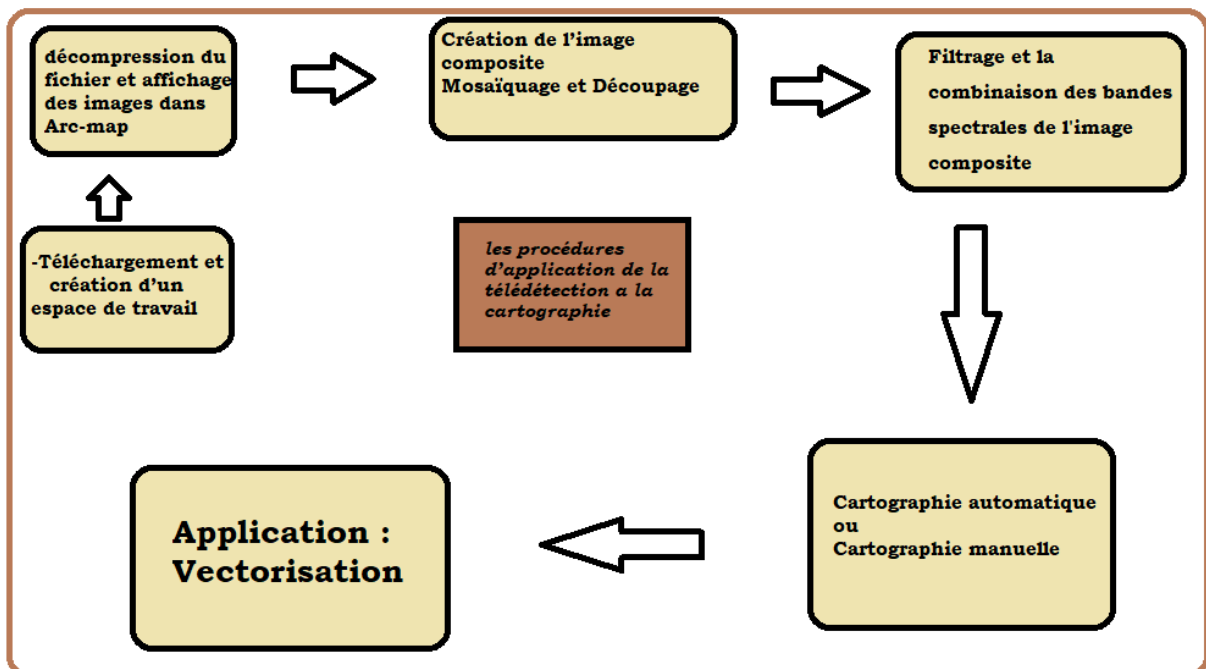 décompression du
fichier et affichage
des images dans
Arc-map
Création de l'image
composite
Mosaïquage et Découpage
Filtrage et la
combinaison des bandes
spectrales de l'image
composite
-Téléchargement et
création d'un
espace de travail
les procédures
d'application de la
télédétection a la
cartographie
Cartographie automatique
ou
Cartographie manuelle
Application :
Vectorisation